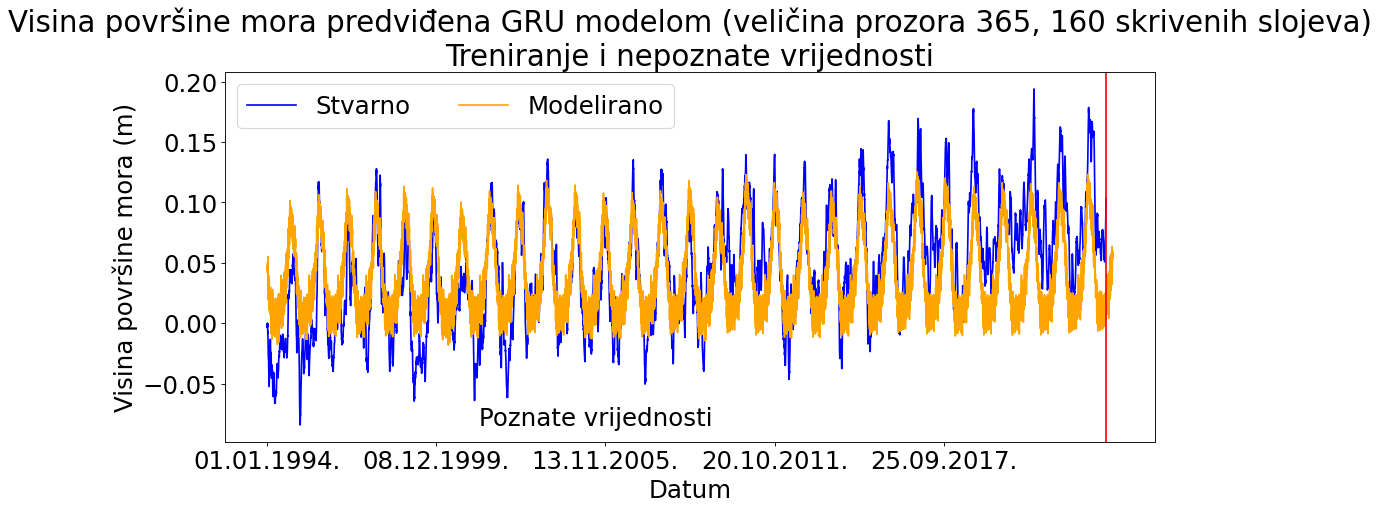 Visina površine mora predviđena GRU modelom (veličina prozora 365, 160 skrivenih slojeva)
Treniranje i nepoznate vrijednosti
Stvarno
Modelirano
Visina površine mora (m)
0.20
0.15
0.10
0.05
0.00
−0.05
Poznate vrijednosti
01.01.1994.
08.12.1999.
13.11.2005.
20.10.2011.
25.09.2017.
Datum